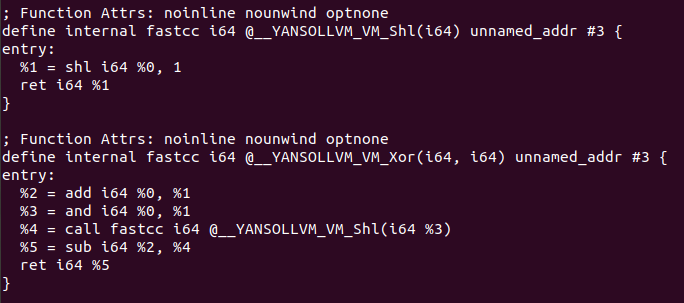 ; Function Attrs: noinline nounwind optnone
define internal fastcc i64 @__YANSOLLVM_VM_Shl(i64) unnamed_addr #3 {
entry:
  %1 = shl i64 %0, 1
  ret i64 %1
}

; Function Attrs: noinline nounwind optnone
define internal fastcc i64 @__YANSOLLVM_VM_Xor(i64, i64) unnamed_addr #3 {
entry:
  %2 = add i64 %0, %1
  %3 = and i64 %0, %1
  %4 = call fastcc i64 @__YANSOLLVM_VM_Shl(i64 %3)
  %5 = sub i64 %2, %4
  ret i64 %5
}